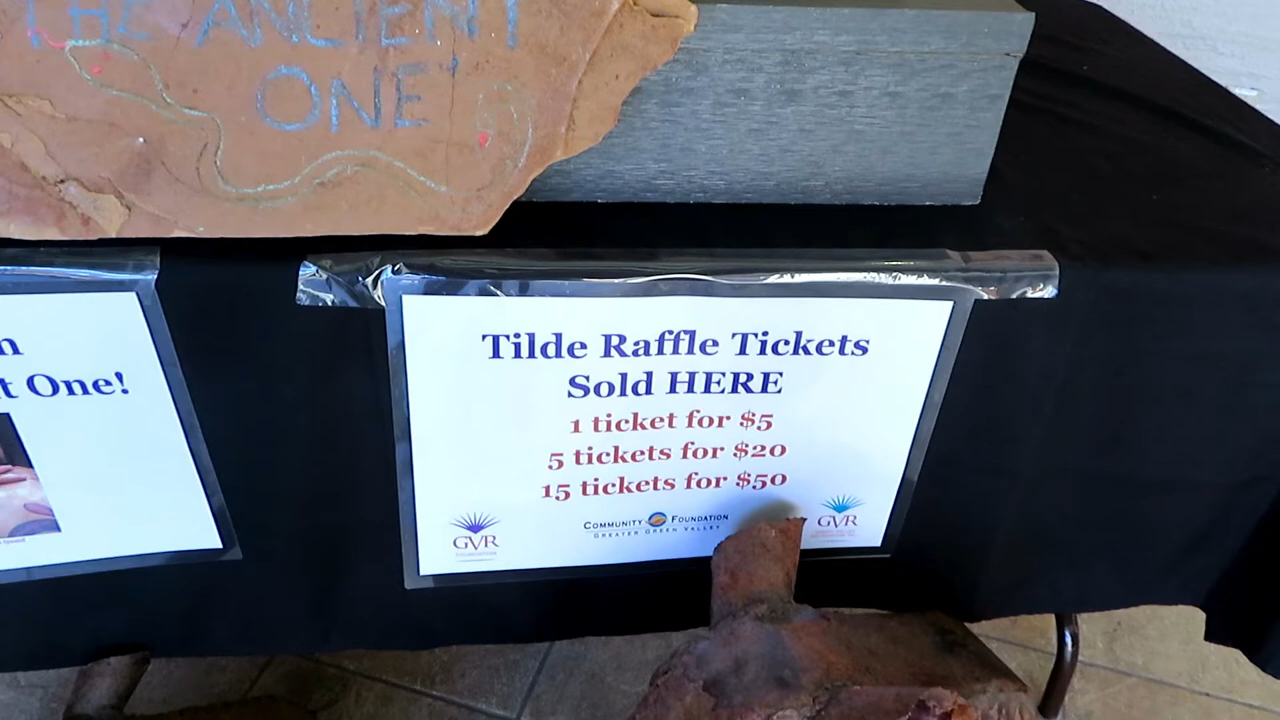 THE ANCIENT
ONE
t One!
Tilde Raffle Tickets
Sold HERE
1 ticket for $5
5 tickets for $20
15 tickets for $50
GVR
FOUNDATION
COMMUNITY FOUNDATION
GREATER GREEN VALLEY
GVR